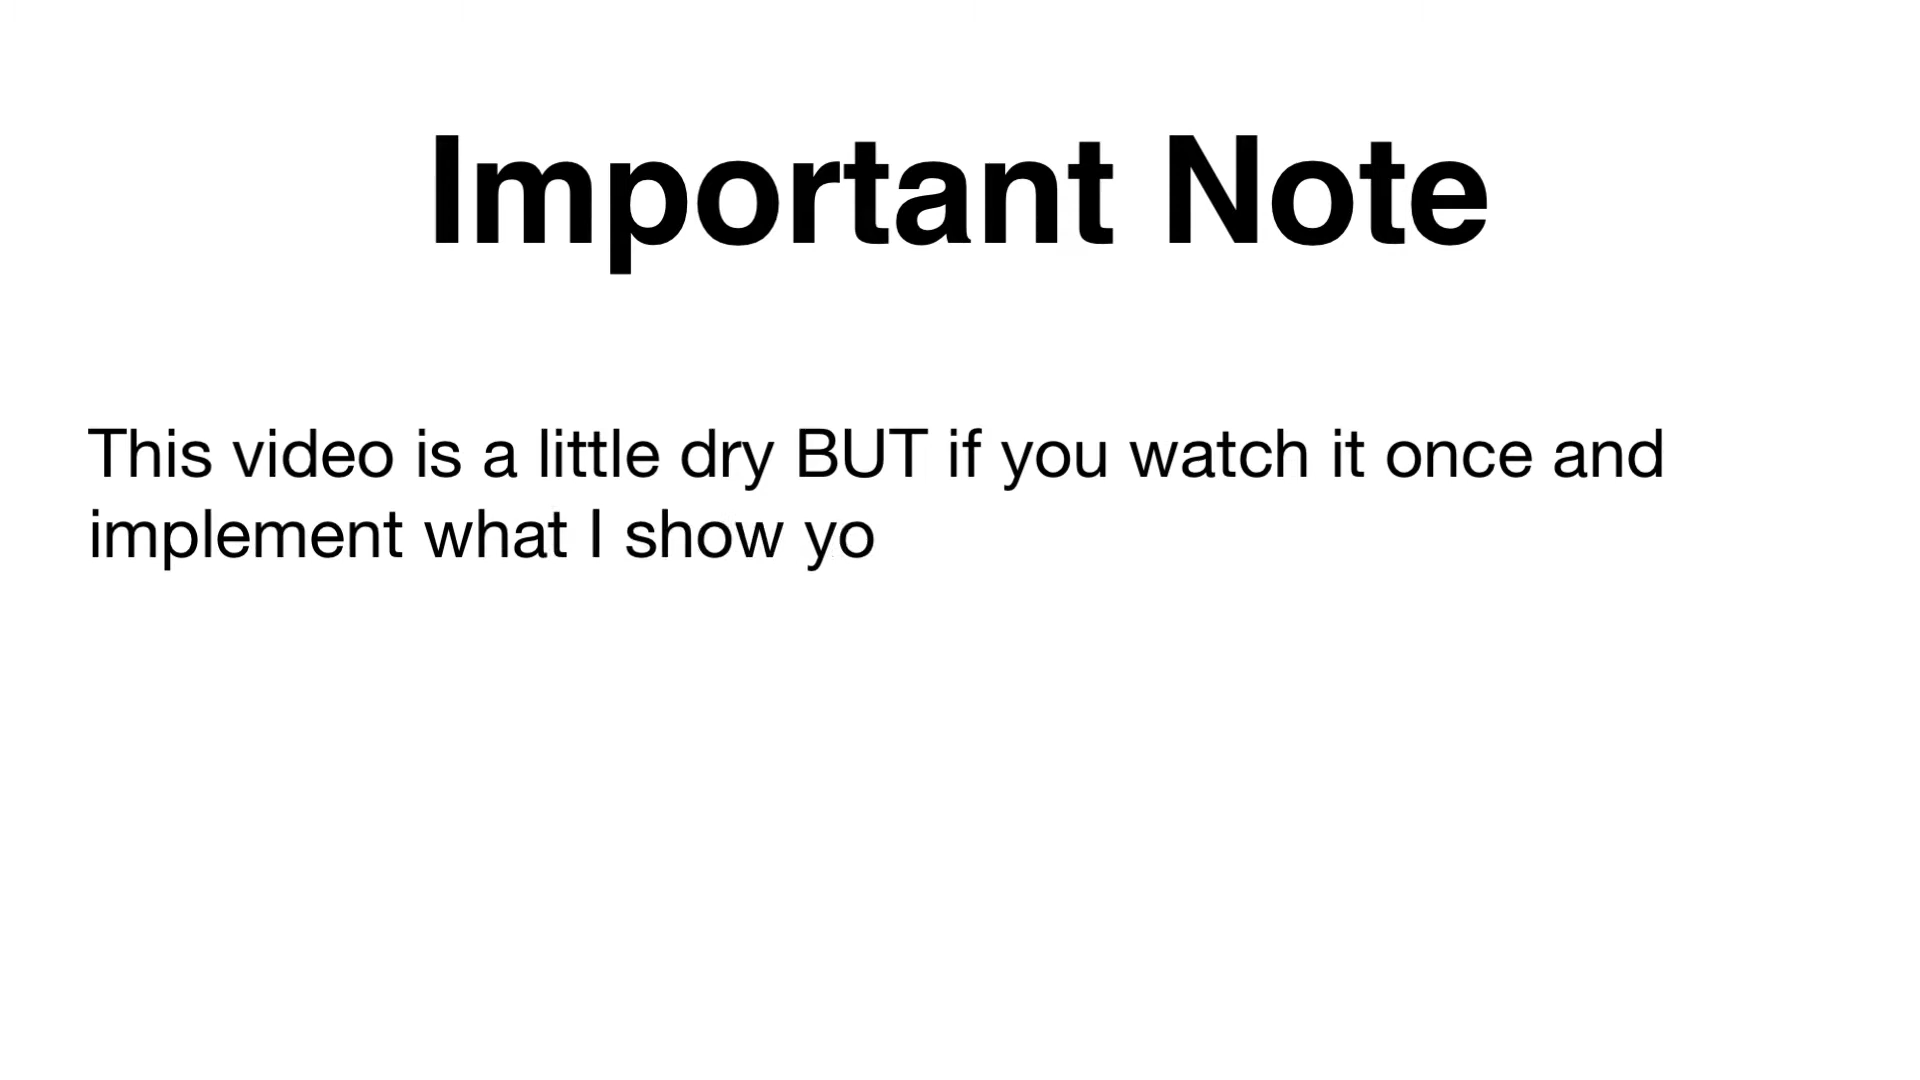 Important Note
This video is a little dry BUT if you watch it once and
implement what I show yo